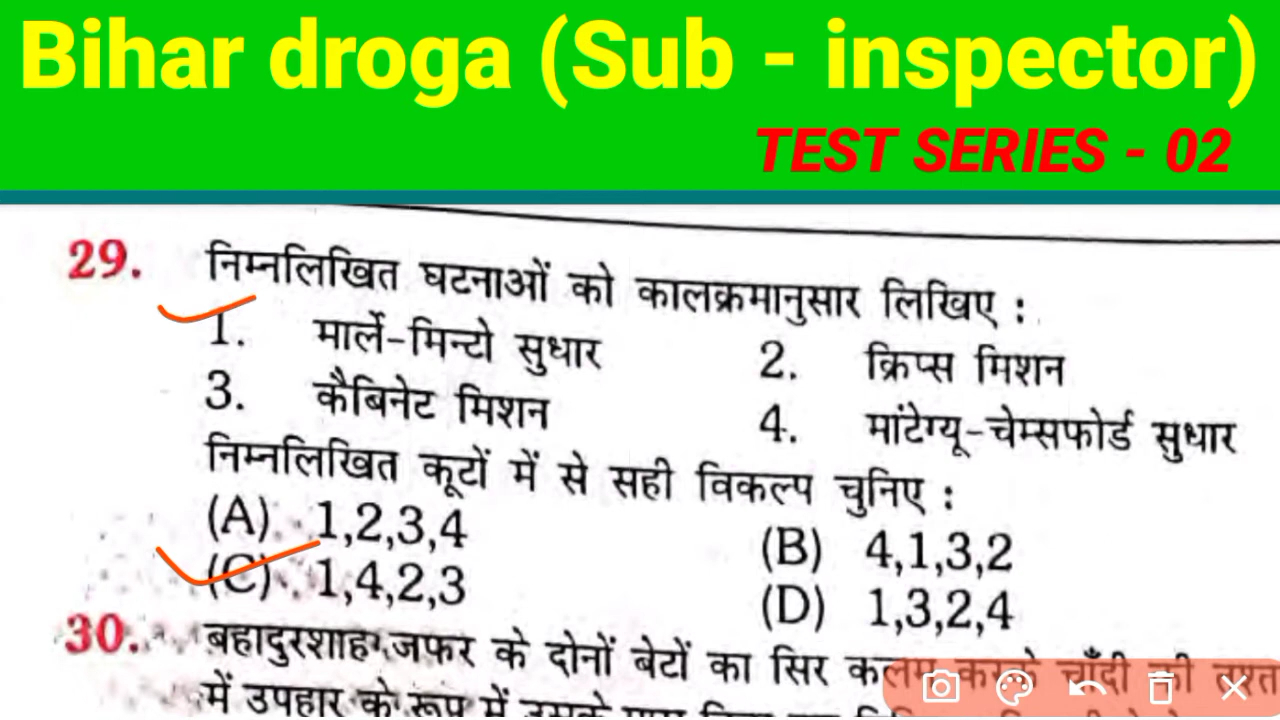 Bihar droga (Sub - inspector)
TEST SERIES - 02
29. निम्नलिखित घटनाओं को कालक्रमानुसार लिखिए :
1. मार्ले-मिन्टो सुधार 2. क्रिप्स मिशन
3. कैबिनेट मिशन 4. मांटेग्यू-चेम्सफोर्ड सुधार
निम्नलिखित कूटों में से सही विकल्प चुनिए :
(A) 1,2,3,4 (B) 4,1,3,2
(C) 1,4,2,3 (D) 1,3,2,4
30. बहादुरशाह जफर के दोनों बेटों का सिर कलम करके चाँदी की
में उपहार के रूप में उसके